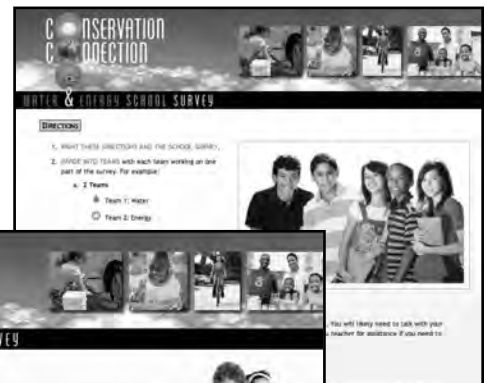 CONSERVATION
CONNECTION
WATER & ENERGY SCHOOL SURVEY
DIRECTIONS
1. PRINT THESE DIRECTIONS AND THE SCHOOL SURVEY.
2. DIVIDE INTO TEAMS with each team working on one
part of the survey. For example:
a. 2 Teams
Team 1: Water
Team 2: Energy
. You will likely need to talk with your
teacher for assistance if you need to
VEY